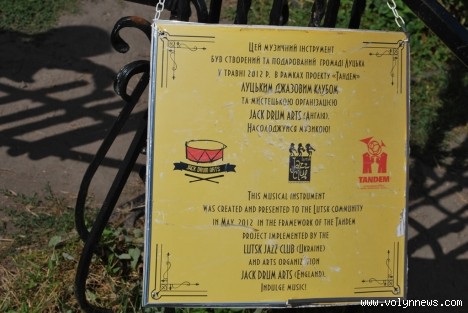 Цей музичний інструмент
був створений та подарований громаді Луцька
у травні 2012 р. в рамках проекту «Тандем»
Луцьким джазовим клубом
та мистецькою організацією
Jack Drum Arts (Англія).
Насолоджуйся музикою!
JACK DRUM ARTS
Jazz
Club
TANDEM
This musical instrument
was created and presented to the Lutsk community
in May, 2012 in the framework of the Tandem
project implemented by the
Lutsk Jazz Club (Ukraine)
and arts organization
Jack Drum Arts (England).
Indulge music!
www.volynnews.com